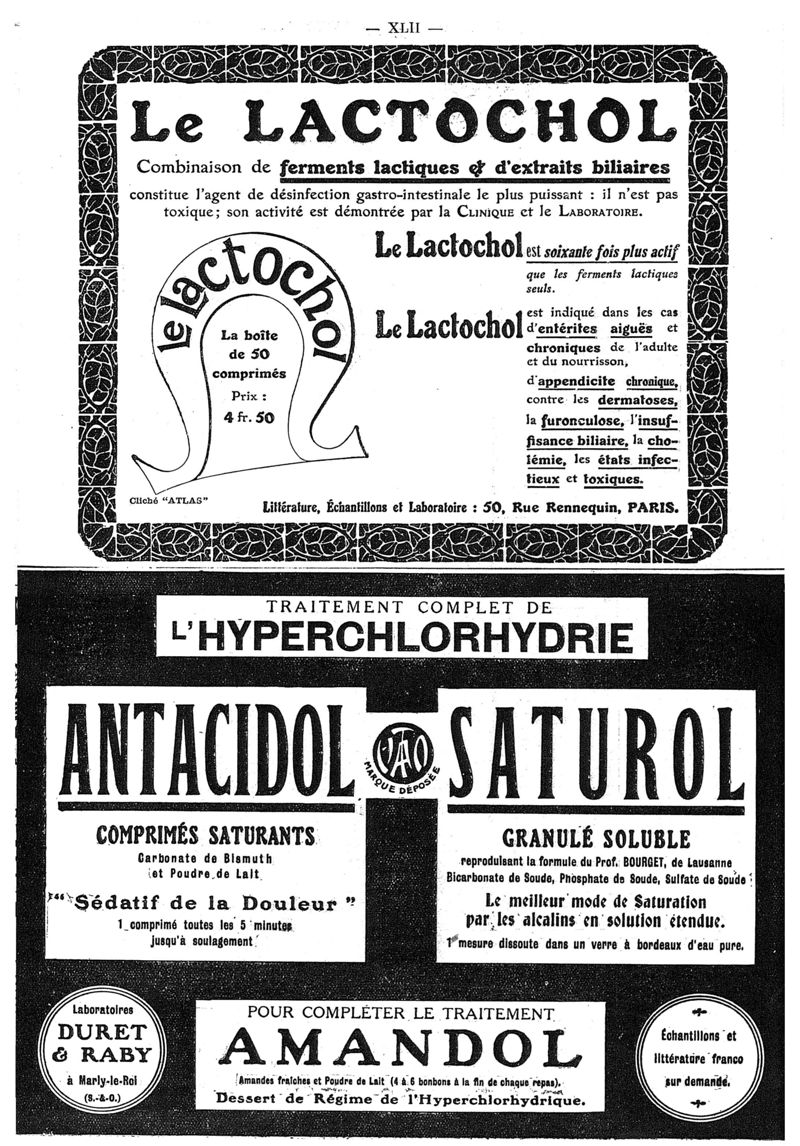 — XLII —
Le LACTOCHOL
Combinaison de ferments lactiques & d'extraits biliaires
constitue l'agent de désinfection gastro-intestinale le plus puissant : il n'est pas
toxique ; son activité est démontrée par la CLINIQUE et le LABORATOIRE.
le Lactochol
La boîte
de 50
comprimés
Prix :
4 fr. 50
Cliché "ATLAS"
Le Lactochol est soixante fois plus actif
que les ferments lactiques
seuls.
Le Lactochol est indiqué dans les cas
d'entérites aiguës et
chroniques de l'adulte
et du nourrisson,
d'appendicite chronique,
contre les dermatoses,
la furonculose, l'insuf-
fisance biliaire, la cho-
lémie, les états infec-
tieux et toxiques.
Littérature, Échantillons et Laboratoire : 50, Rue Rennequin, PARIS.
TRAITEMENT COMPLET DE
L'HYPERCHLORHYDRIE
ANTACIDOL
COMPRIMÉS SATURANTS
Carbonate de Bismuth
et Poudre de Lait
"Sédatif de la Douleur"
1 comprimé toutes les 5 minutes
jusqu'à soulagement
MARQUE DÉPOSÉE
SATUROL
GRANULÉ SOLUBLE
reproduisant la formule du Prof. BOURGET, de Lausanne
Bicarbonate de Soude, Phosphate de Soude, Sulfate de Soude
Le meilleur mode de Saturation
par les alcalins en solution étendue.
1 mesure dissoute dans un verre à bordeaux d'eau pure.
Laboratoires
DURET
& RABY
à Marly-le-Roi
(S.-&-O.)
POUR COMPLÉTER LE TRAITEMENT
AMANDOL
(Amandes fraîches et Poudre de Lait (4 à 6 bonbons à la fin de chaque repas).
Dessert de Régime de l'Hyperchlorhydrique.
Échantillons et
littérature franco
sur demande.